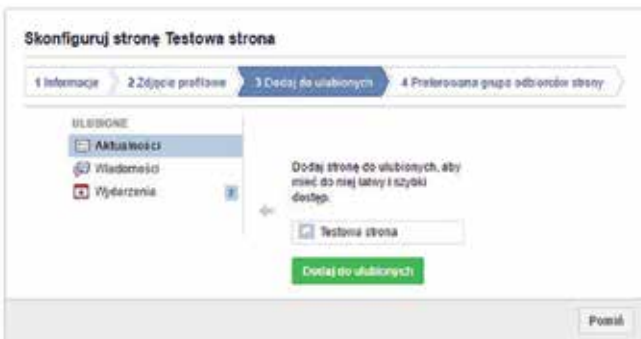 Skonfiguruj stronę Testowa strona
1 Informacje
2 Zdjęcie profilowe
3 Dodaj do ulubionych
4 Preferowana grupa odbiorców strony
ULUBIONE
Aktualności
Wiadomości
Wydarzenia
Dodaj stronę do ulubionych, aby
mieć do niej łatwy i szybki
dostęp.
Testowa strona
Dodaj do ulubionych
Pomiń